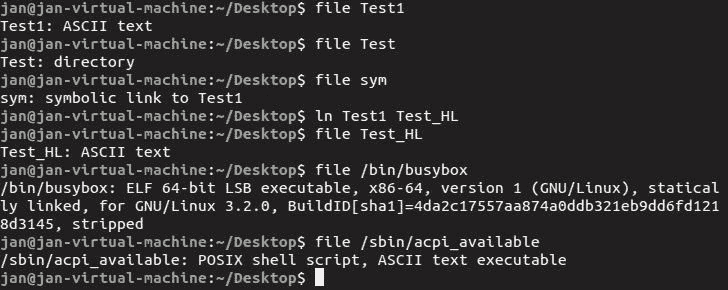 jan@jan-virtual-machine:~/Desktop$ file Test1
Test1: ASCII text
jan@jan-virtual-machine:~/Desktop$ file Test
Test: directory
jan@jan-virtual-machine:~/Desktop$ file sym
sym: symbolic link to Test1
jan@jan-virtual-machine:~/Desktop$ ln Test1 Test_HL
jan@jan-virtual-machine:~/Desktop$ file Test_HL
Test_HL: ASCII text
jan@jan-virtual-machine:~/Desktop$ file /bin/busybox
/bin/busybox: ELF 64-bit LSB executable, x86-64, version 1 (GNU/Linux), statical
ly linked, for GNU/Linux 3.2.0, BuildID[sha1]=4da2c17557aa874a0ddb321eb9dd6fd121
8d3145, stripped
jan@jan-virtual-machine:~/Desktop$ file /sbin/acpi_available
/sbin/acpi_available: POSIX shell script, ASCII text executable
jan@jan-virtual-machine:~/Desktop$